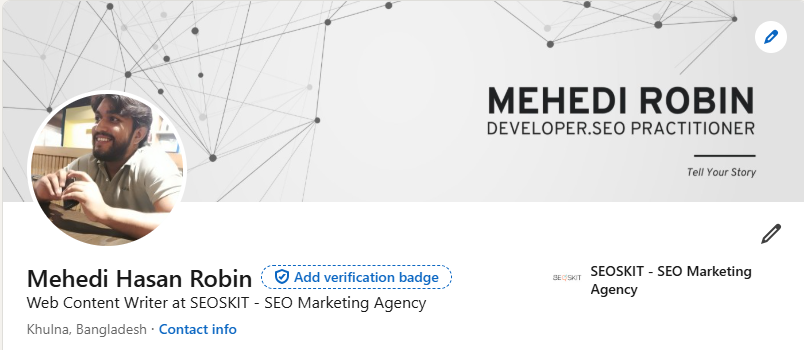 MEHEDI ROBIN
DEVELOPER.SEO PRACTITIONER
Tell Your Story
Mehedi Hasan Robin Add verification badge
Web Content Writer at SEOSKIT - SEO Marketing Agency
Khulna, Bangladesh · Contact info
SEOSKIT
SEOSKIT - SEO Marketing
Agency